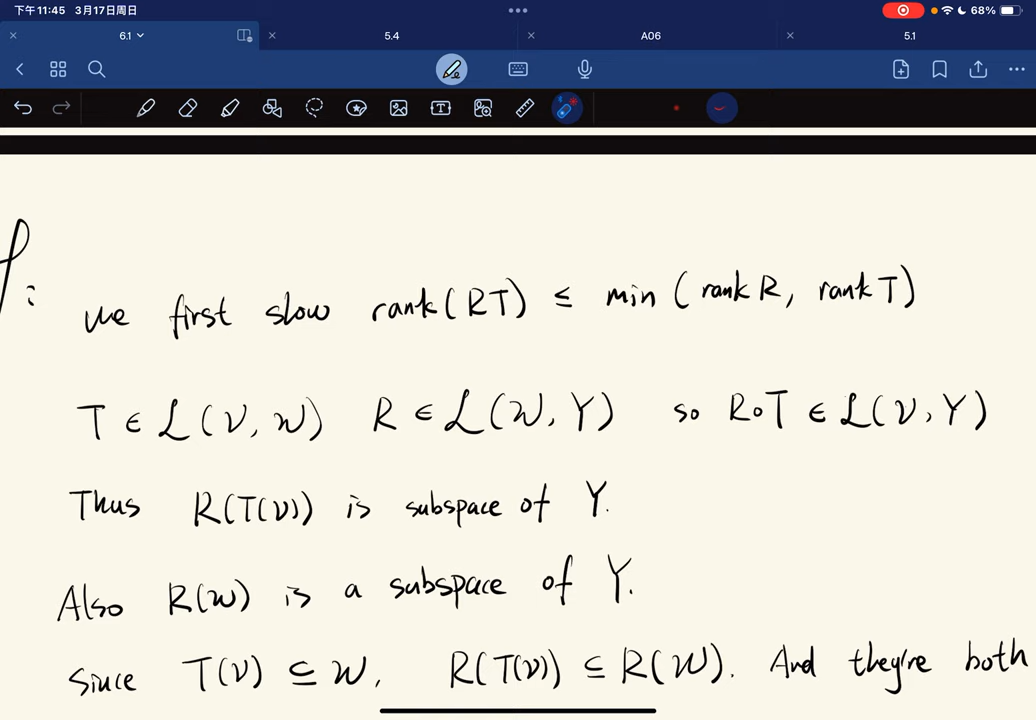 下午11:45 3月17日周日
68%
6.1
5.4
A06
5.1
pf:
we first slow rank(RT) ≤ min (rank R, rank T)
T ∈ L(V, W) R ∈ L(W, Y) so R∘T ∈ L(V, Y)
Thus R(T(V)) is subspace of Y.
Also R(W) is a subspace of Y.
since T(V) ⊆ W, R(T(V)) ⊆ R(W). And they're both